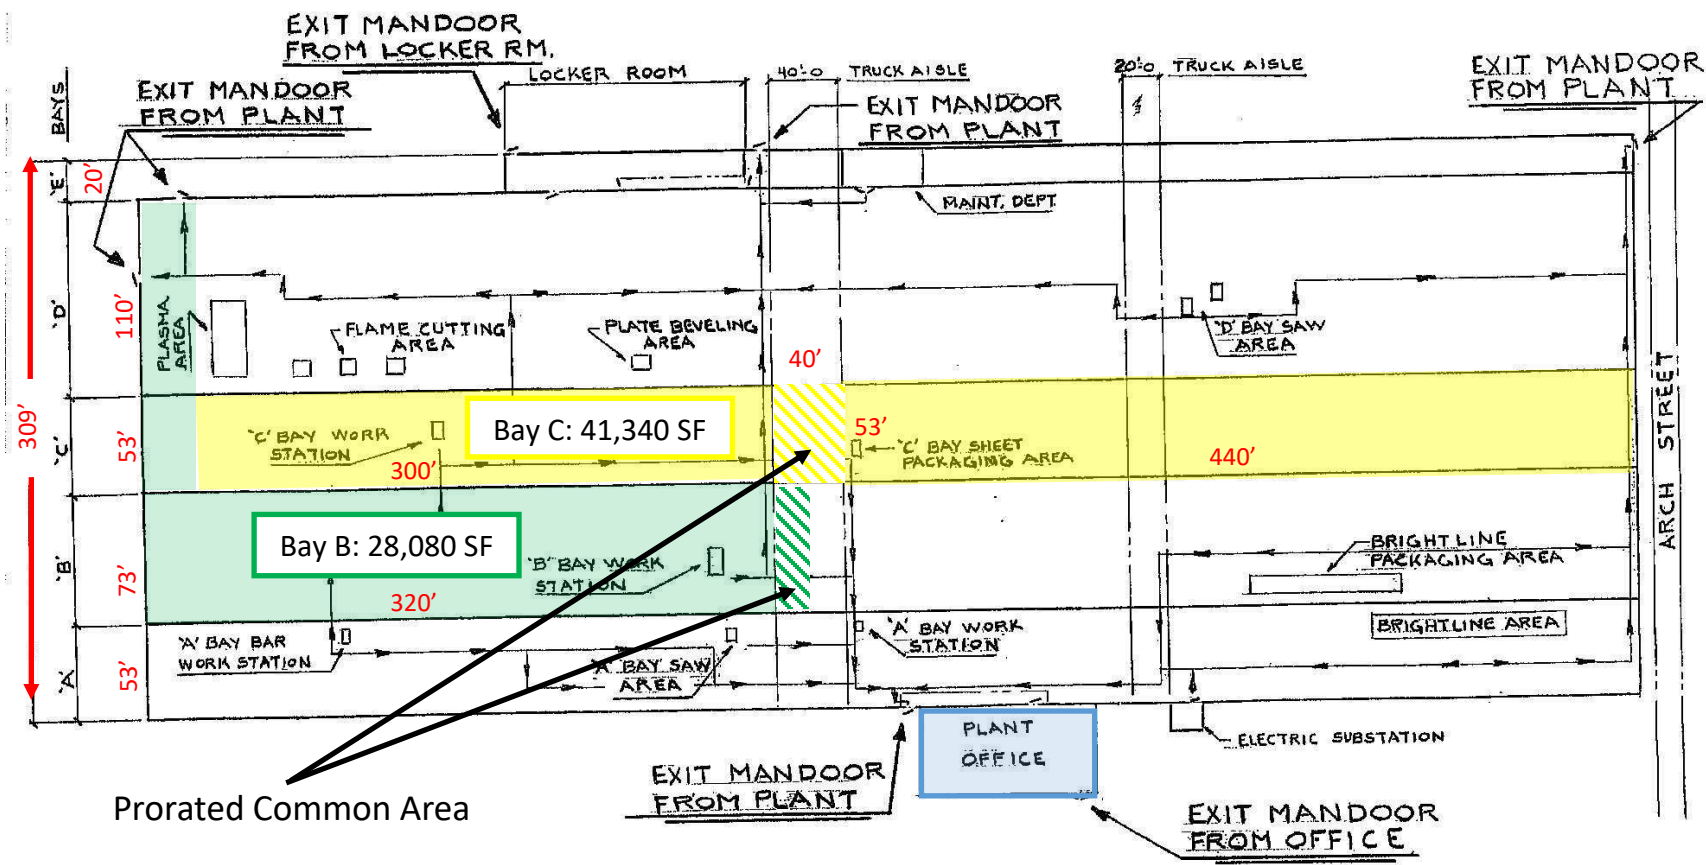 EXIT MANDOOR
FROM LOCKER RM.
LOCKER ROOM
40'-0
TRUCK AISLE
20'-0
TRUCK AISLE
EXIT MANDOOR
FROM PLANT
BAYS
EXIT MANDOOR
FROM PLANT
EXIT MANDOOR
FROM PLANT
'E'
20'
MAINT. DEPT
'D'
110'
PLASMA
AREA
FLAME CUTTING
AREA
PLATE BEVELING
AREA
'D' BAY SAW
AREA
40'
309'
'C'
53'
'C' BAY WORK
STATION
Bay C: 41,340 SF
53'
'C' BAY SHEET
PACKAGING AREA
300'
440'
ARCH STREET
'B'
73'
Bay B: 28,080 SF
'B' BAY WORK
STATION
320'
BRIGHTLINE
PACKAGING AREA
BRIGHTLINE AREA
'A'
53'
'A' BAY BAR
WORK STATION
'A' BAY SAW
AREA
'A' BAY WORK
STATION
PLANT
OFFICE
ELECTRIC SUBSTATION
EXIT MANDOOR
FROM PLANT
Prorated Common Area
EXIT MANDOOR
FROM OFFICE